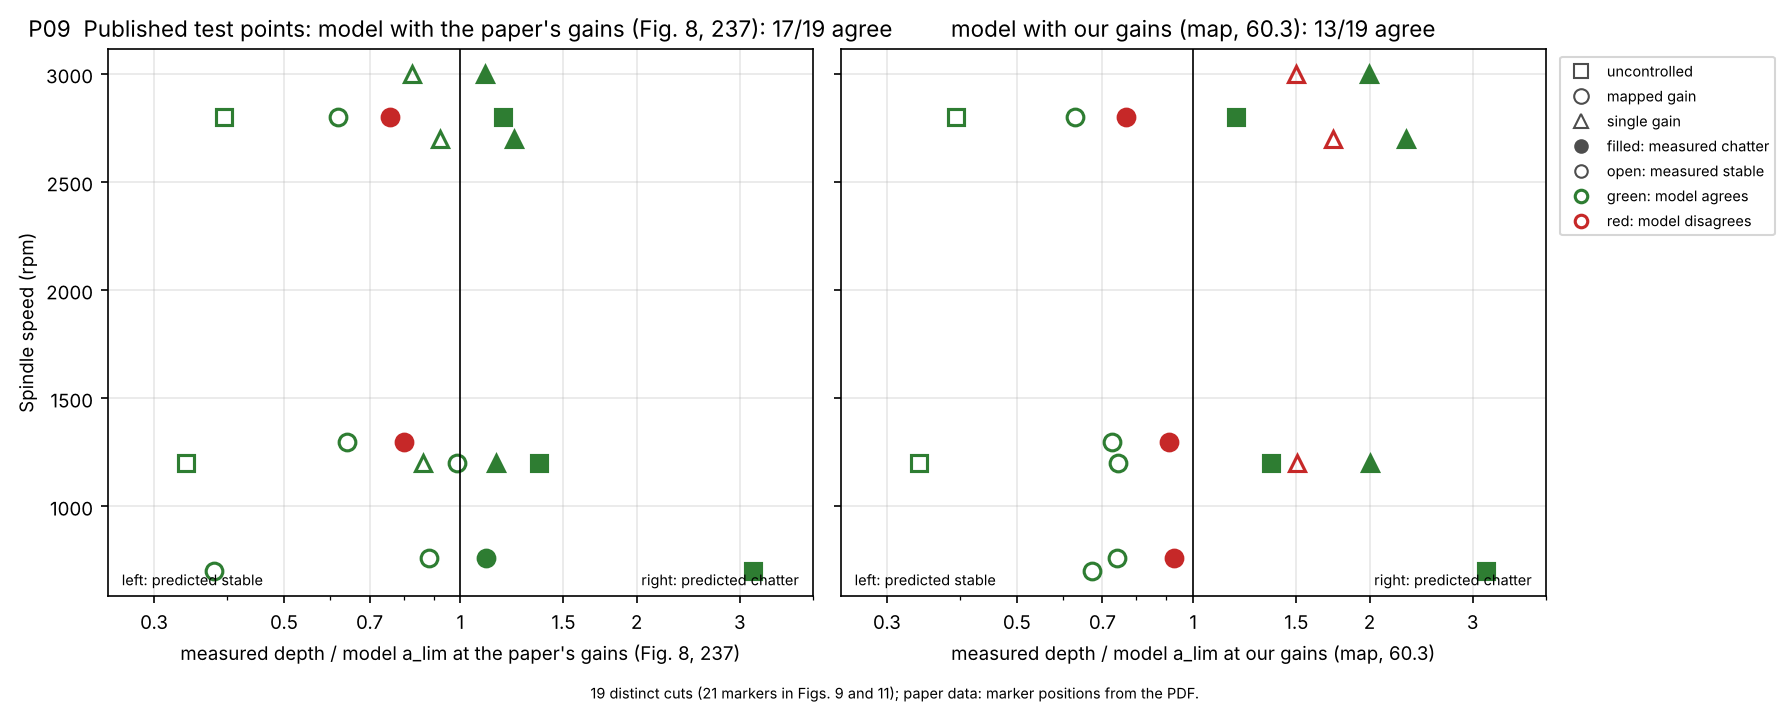 P09  Published test points: model with the paper's gains (Fig. 8, 237): 17/19 agree
model with our gains (map, 60.3): 13/19 agree
uncontrolled
mapped gain
single gain
filled: measured chatter
open: measured stable
green: model agrees
red: model disagrees
Spindle speed (rpm)
3000
2500
2000
1500
1000
left: predicted stable
right: predicted chatter
left: predicted stable
right: predicted chatter
0.3 0.5 0.7 1 1.5 2 3
0.3 0.5 0.7 1 1.5 2 3
measured depth / model a_lim at the paper's gains (Fig. 8, 237)
measured depth / model a_lim at our gains (map, 60.3)
19 distinct cuts (21 markers in Figs. 9 and 11); paper data: marker positions from the PDF.